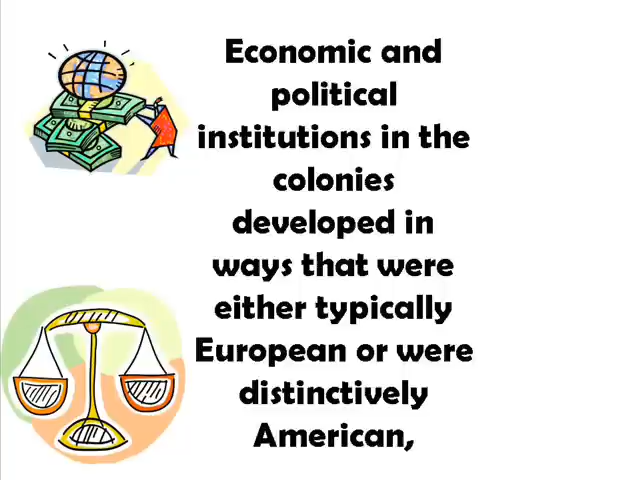 Economic and
political
institutions in the
colonies
developed in
ways that were
either typically
European or were
distinctively
American,